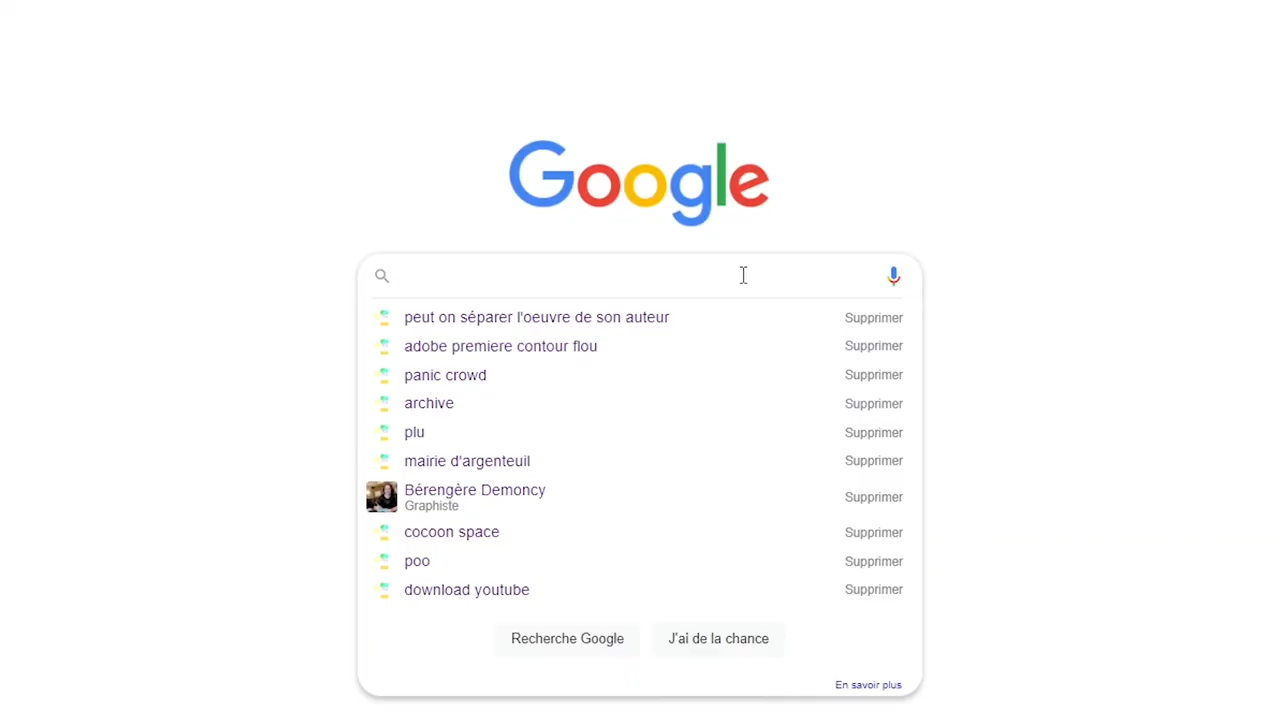 Google
peut on séparer l'oeuvre de son auteur Supprimer
adobe premiere contour flou Supprimer
panic crowd Supprimer
archive Supprimer
plu Supprimer
mairie d'argenteuil Supprimer
Bérengère Demoncy Supprimer
Graphiste
cocoon space Supprimer
poo Supprimer
download youtube Supprimer
Recherche Google J'ai de la chance
En savoir plus